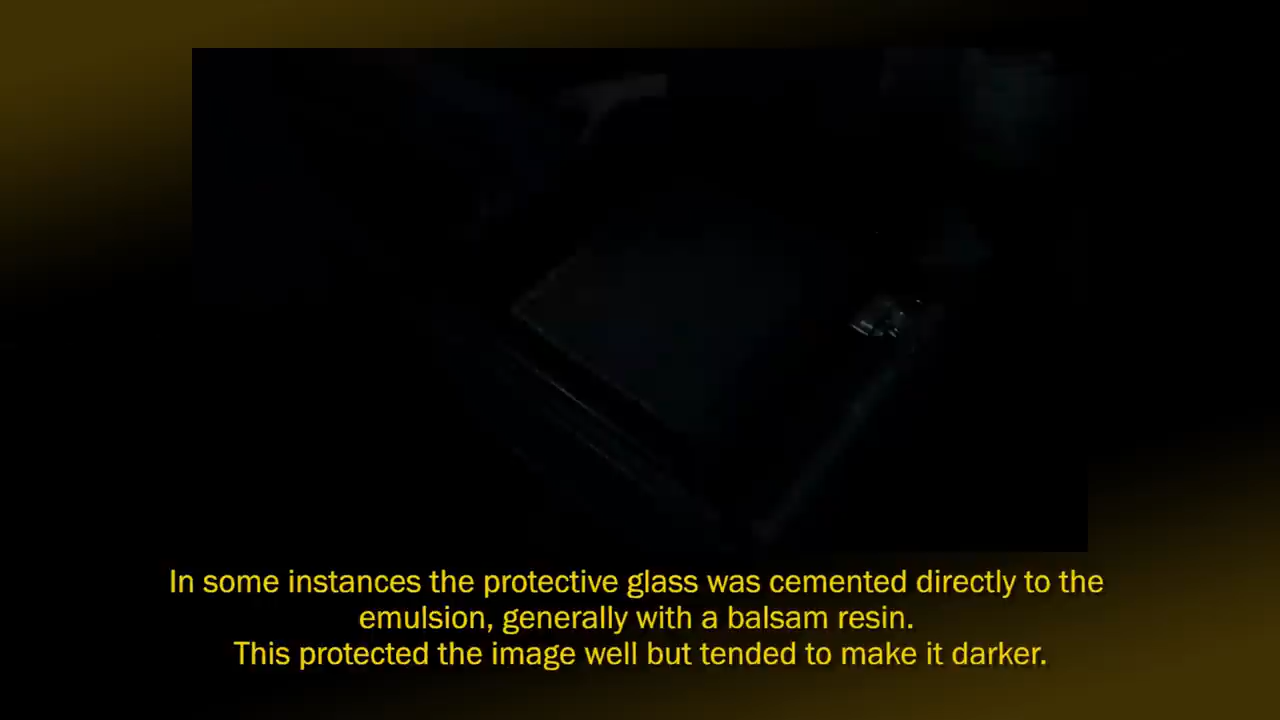 In some instances the protective glass was cemented directly to the
emulsion, generally with a balsam resin.
This protected the image well but tended to make it darker.